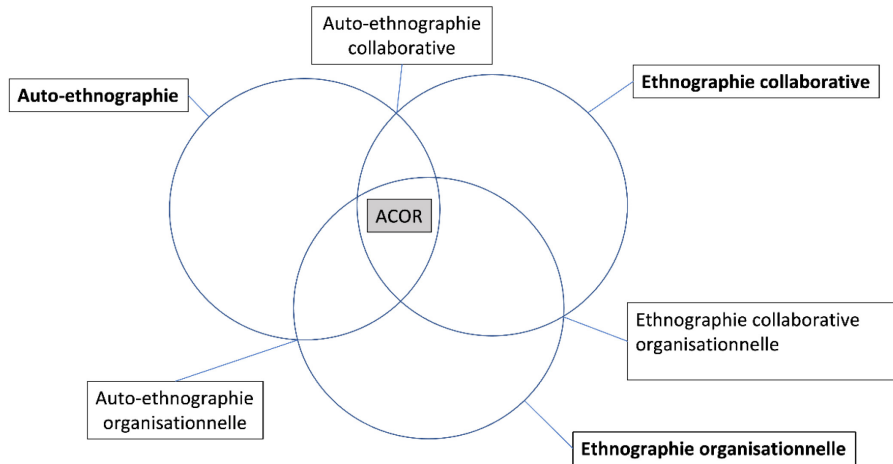 Auto-ethnographie
collaborative
Auto-ethnographie
Ethnographie collaborative
ACOR
Ethnographie collaborative
organisationnelle
Auto-ethnographie
organisationnelle
Ethnographie organisationnelle